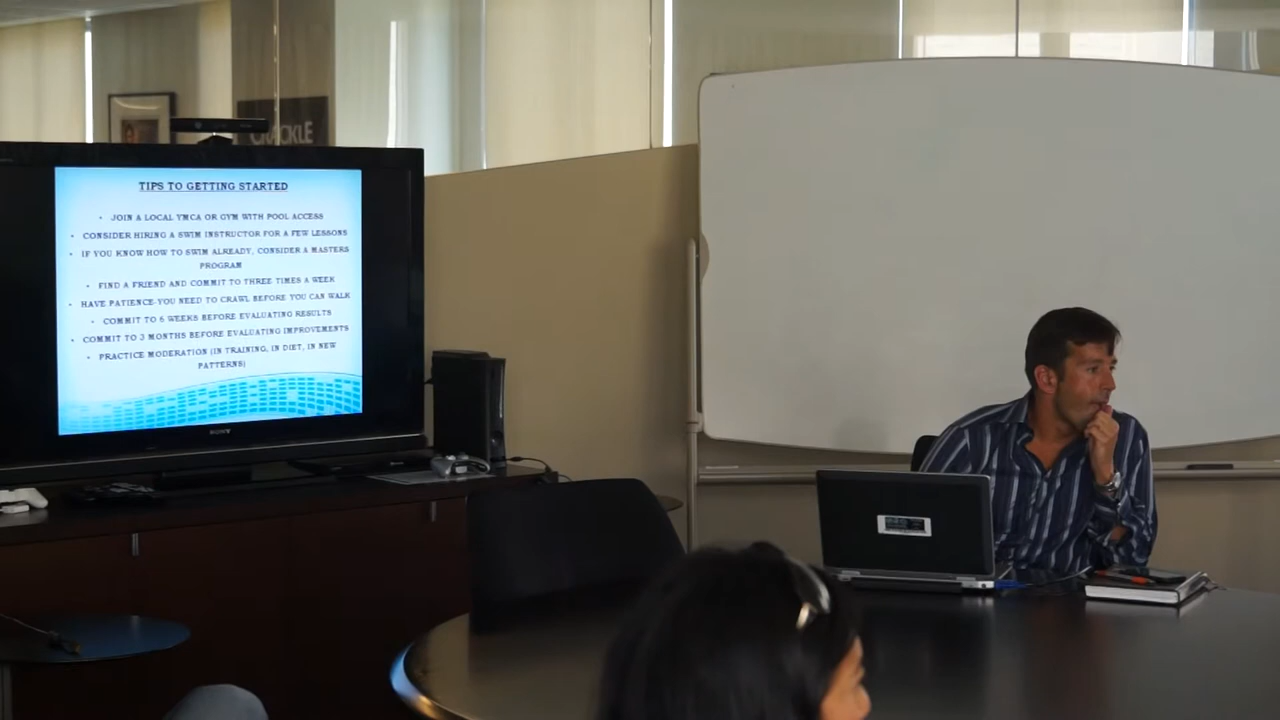 CRACKLE
TIPS TO GETTING STARTED
• JOIN A LOCAL YMCA OR GYM WITH POOL ACCESS
• CONSIDER HIRING A SWIM INSTRUCTOR FOR A FEW LESSONS
• IF YOU KNOW HOW TO SWIM ALREADY, CONSIDER A MASTERS
PROGRAM
• FIND A FRIEND AND COMMIT TO THREE TIMES A WEEK
• HAVE PATIENCE-YOU NEED TO CRAWL BEFORE YOU CAN WALK
• COMMIT TO 6 WEEKS BEFORE EVALUATING RESULTS
• COMMIT TO 3 MONTHS BEFORE EVALUATING IMPROVEMENTS
• PRACTICE MODERATION (IN TRAINING, IN DIET, IN NEW
PATTERNS)
SONY